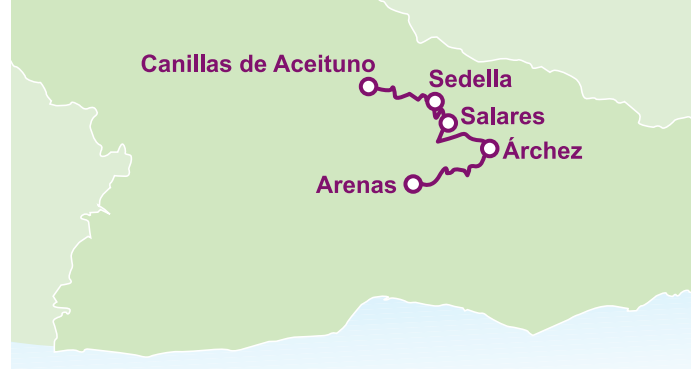 Canillas de Aceituno
Sedella
Salares
Árchez
Arenas